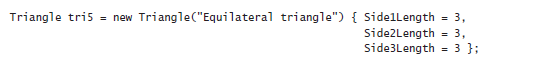 Triangle tri5 = new Triangle("Equilateral triangle") { Side1Length = 3,
Side2Length = 3,
Side3Length = 3 };